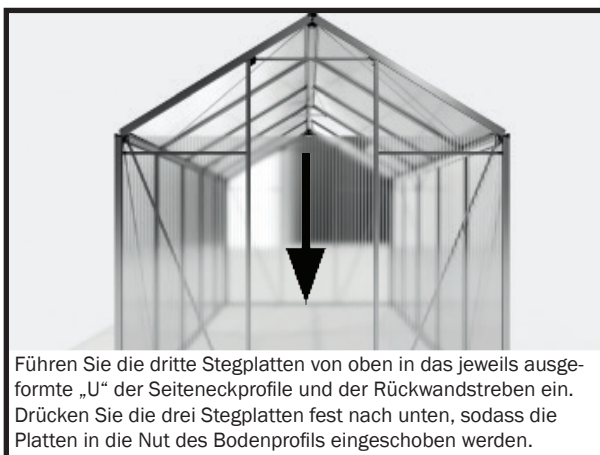 Führen Sie die dritte Stegplatten von oben in das jeweils ausge-
formte „U“ der Seiteneckprofile und der Rückwandstreben ein.
Drücken Sie die drei Stegplatten fest nach unten, sodass die
Platten in die Nut des Bodenprofils eingeschoben werden.